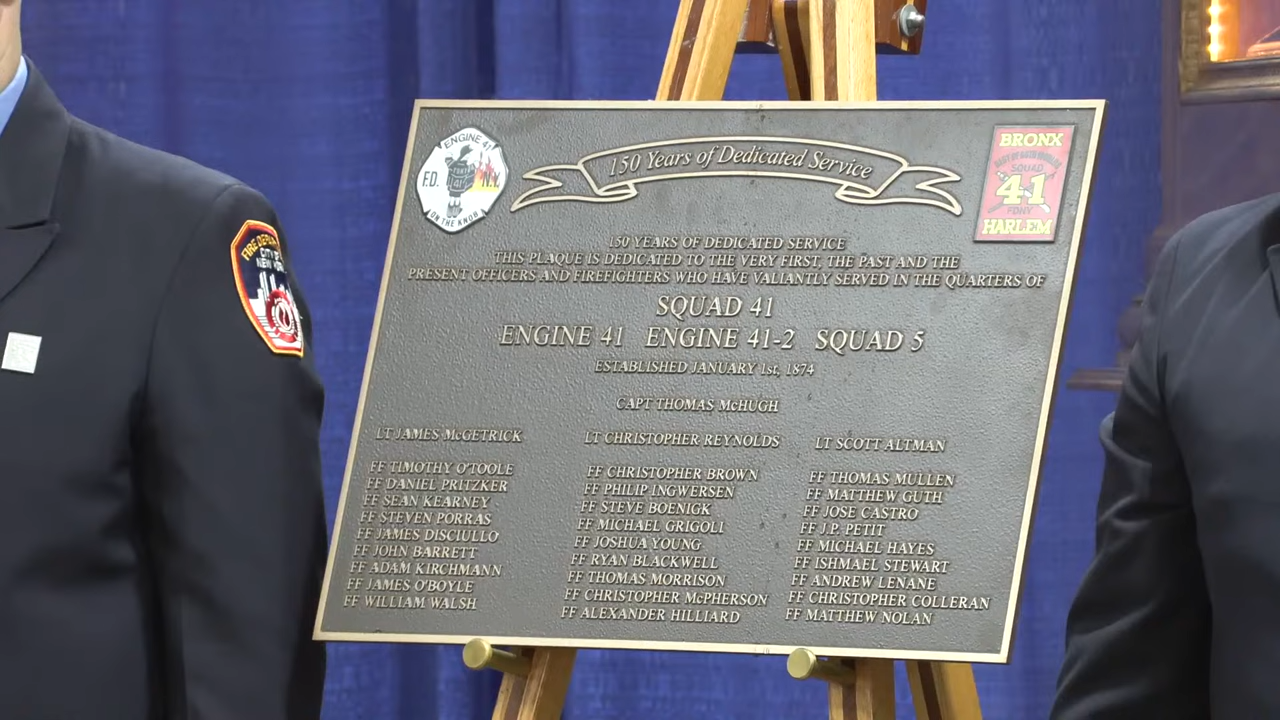 ENGINE 41
F.D. N.Y.
ON THE KNOB
150 Years of Dedicated Service
BRONX
SQUAD
41
FDNY
HARLEM
FIRE
CITY OF
NEW YORK
150 YEARS OF DEDICATED SERVICE
THIS PLAQUE IS DEDICATED TO THE VERY FIRST, THE PAST AND THE
PRESENT OFFICERS AND FIREFIGHTERS WHO HAVE VALIANTLY SERVED IN THE QUARTERS OF
SQUAD 41
ENGINE 41 ENGINE 41-2 SQUAD 5
ESTABLISHED JANUARY 1st, 1874
CAPT THOMAS McHUGH
LT JAMES McGETRICK
FF TIMOTHY O'TOOLE
FF DANIEL PRITZKER
FF SEAN KEARNEY
FF STEVEN PORRAS
FF JAMES DISCIULLO
FF JOHN BARRETT
FF ADAM KIRCHMANN
FF JAMES O'BOYLE
FF WILLIAM WALSH
LT CHRISTOPHER REYNOLDS
FF CHRISTOPHER BROWN
FF PHILIP INGWERSEN
FF STEVE BOENIGK
FF MICHAEL GRIGOLI
FF JOSHUA YOUNG
FF RYAN BLACKWELL
FF THOMAS MORRISON
FF CHRISTOPHER McPHERSON
FF ALEXANDER HILLIARD
LT SCOTT ALTMAN
FF THOMAS MULLEN
FF MATTHEW GUTH
FF JOSE CASTRO
FF J.P. PETIT
FF MICHAEL HAYES
FF ISHMAEL STEWART
FF ANDREW LENANE
FF CHRISTOPHER COLLERAN
FF MATTHEW NOLAN